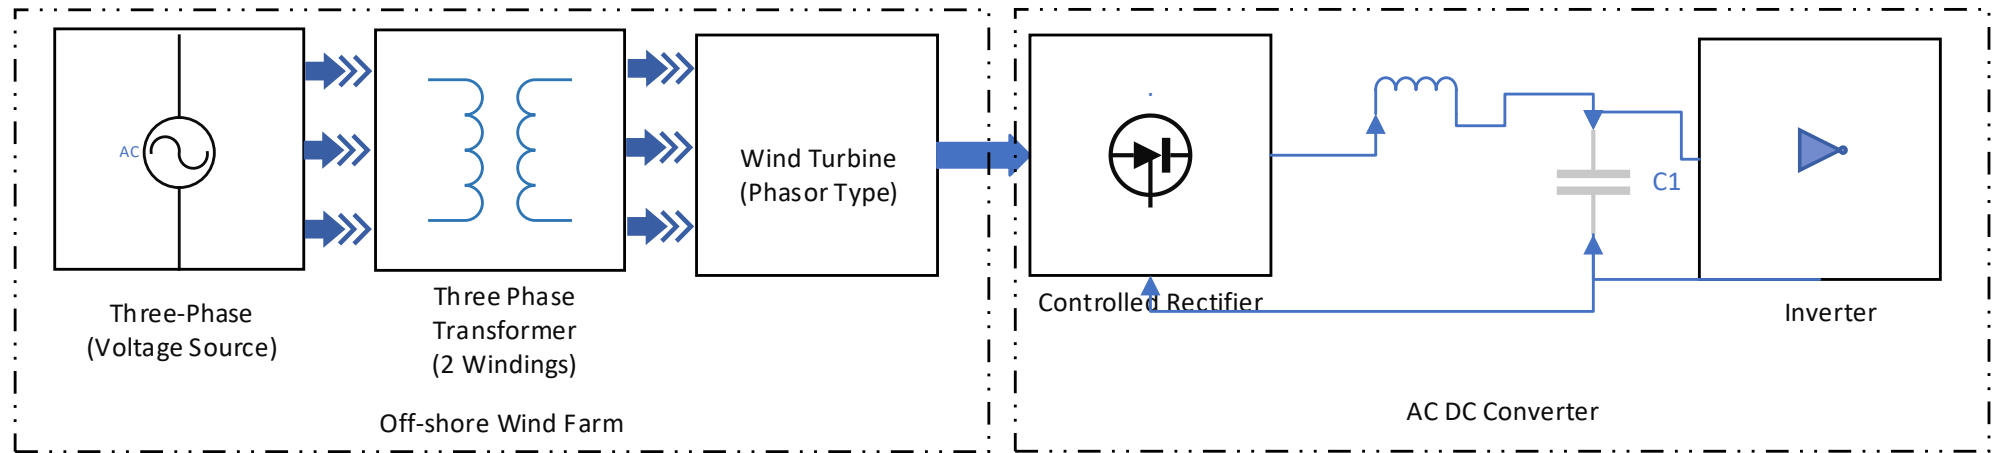 AC
Three-Phase
(Voltage Source)
Three Phase
Transformer
(2 Windings)
Wind Turbine
(Phasor Type)
Off-shore Wind Farm
Controlled Rectifier
C1
Inverter
AC DC Converter